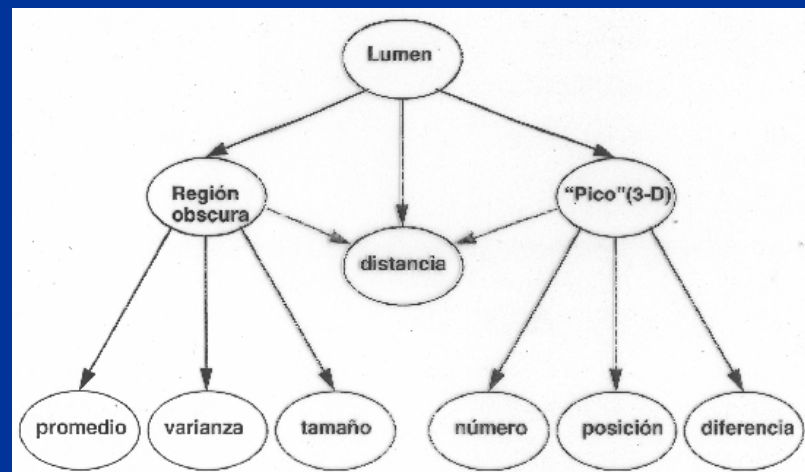 Lumen
Región
obscura
“Pico”(3-D)
distancia
promedio
varianza
tamaño
número
posición
diferencia